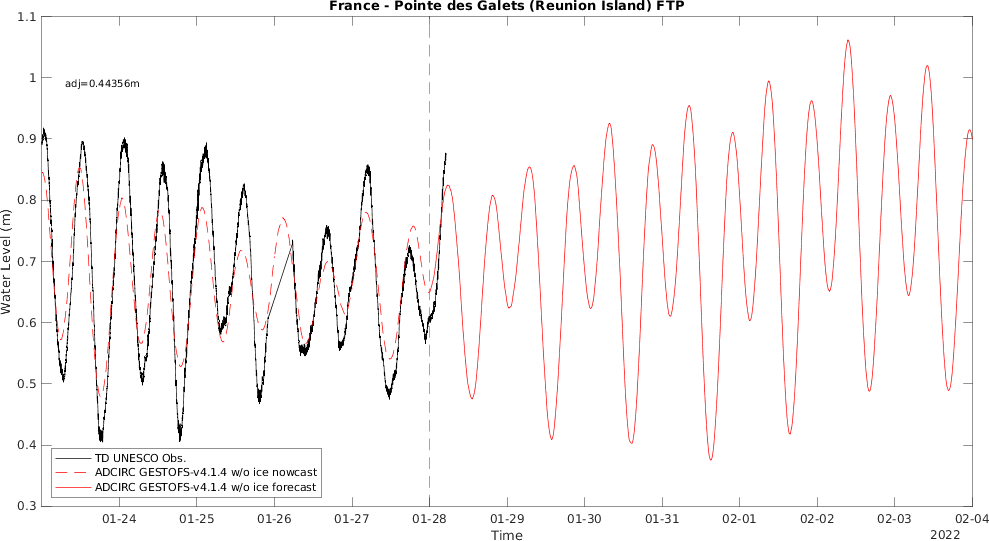 France - Pointe des Galets (Reunion Island) FTP
1.1
1
0.9
0.8
0.7
0.6
0.5
0.4
0.3
Water Level (m)
adj=0.44356m
TD UNESCO Obs.
ADCIRC GESTOFS-v4.1.4 w/o ice nowcast
ADCIRC GESTOFS-v4.1.4 w/o ice forecast
01-24 01-25 01-26 01-27 01-28 01-29 01-30 01-31 02-01 02-02 02-03 02-04
Time
2022